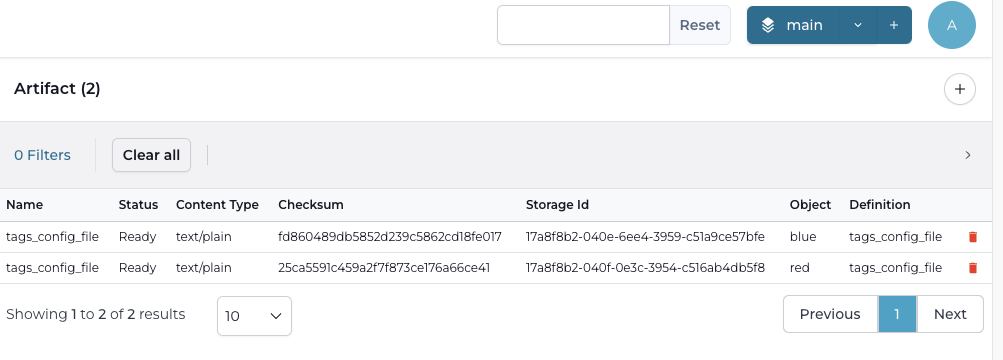 Reset main + A
Artifact (2) +
0 Filters Clear all
Name Status Content Type Checksum Storage Id Object Definition
tags_config_file Ready text/plain fd860489db5852d239c5862cd18fe017 17a8f8b2-040e-6ee4-3959-c51a9ce57bfe blue tags_config_file
tags_config_file Ready text/plain 25ca5591c459a2f7f873ce176a66ce41 17a8f8b2-040f-0e3c-3954-c516ab4db5f8 red tags_config_file
Showing 1 to 2 of 2 results 10 Previous 1 Next